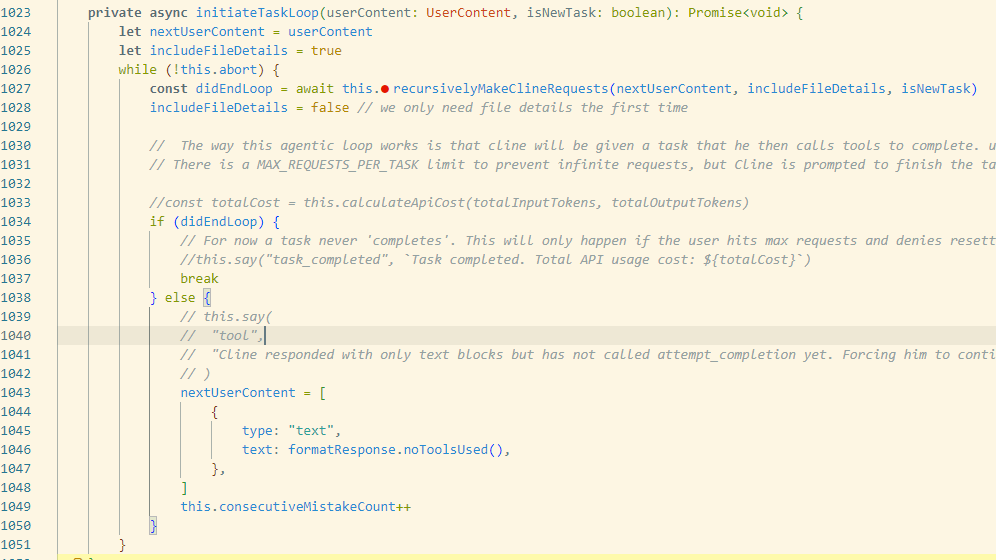 1023 private async initiateTaskLoop(userContent: UserContent, isNewTask: boolean): Promise<void> {
1024 let nextUserContent = userContent
1025 let includeFileDetails = true
1026 while (!this.abort) {
1027 const didEndLoop = await this.recursivelyMakeClineRequests(nextUserContent, includeFileDetails, isNewTask)
1028 includeFileDetails = false // we only need file details the first time
1029
1030 //  The way this agentic loop works is that cline will be given a task that he then calls tools to complete. u
1031 // There is a MAX_REQUESTS_PER_TASK limit to prevent infinite requests, but Cline is prompted to finish the ta
1032
1033 //const totalCost = this.calculateApiCost(totalInputTokens, totalOutputTokens)
1034 if (didEndLoop) {
1035 // For now a task never 'completes'. This will only happen if the user hits max requests and denies resett
1036 //this.say("task_completed", `Task completed. Total API usage cost: ${totalCost}`)
1037 break
1038 } else {
1039 // this.say(
1040 //  "tool",
1041 //  "Cline responded with only text blocks but has not called attempt_completion yet. Forcing him to conti
1042 // )
1043 nextUserContent = [
1044 {
1045 type: "text",
1046 text: formatResponse.noToolsUsed(),
1047 },
1048 ]
1049 this.consecutiveMistakeCount++
1050 }
1051 }